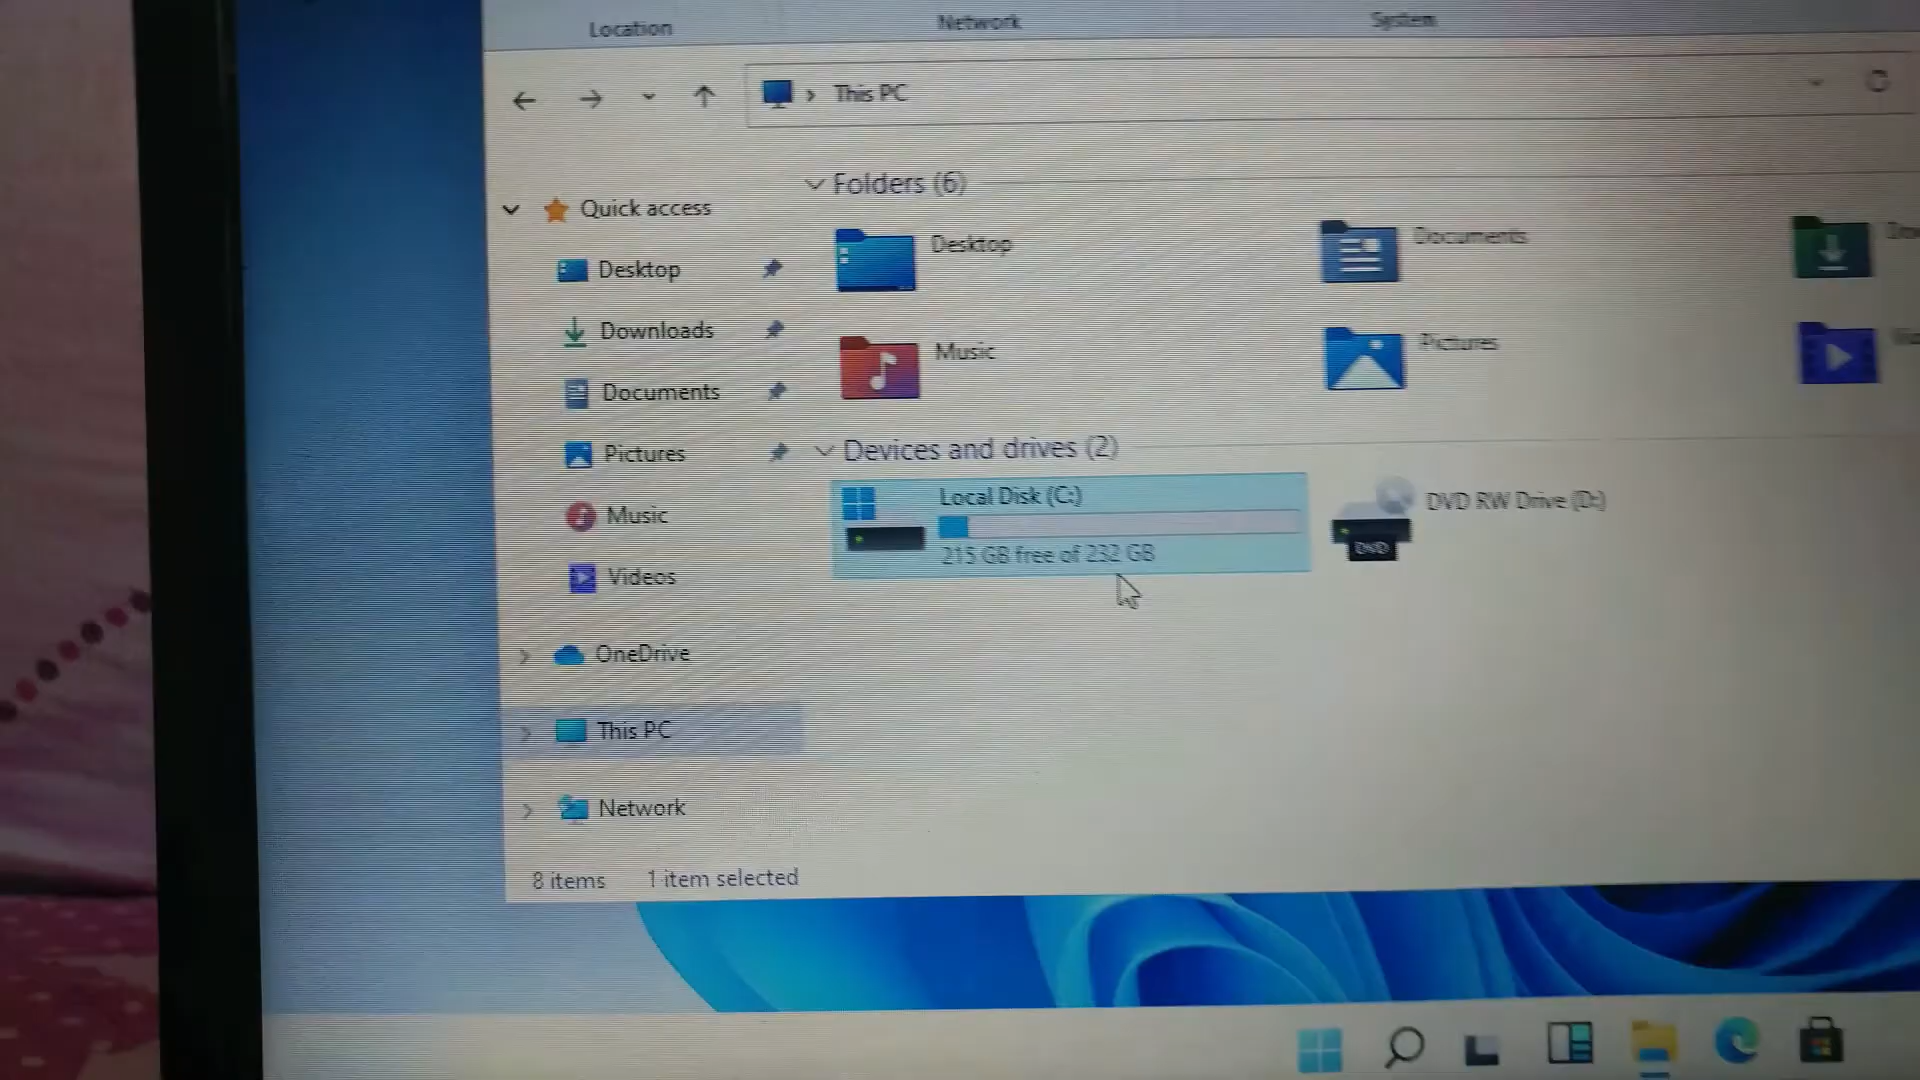 Location Network System
This PC
Quick access
Desktop
Downloads
Documents
Pictures
Music
Videos
OneDrive
This PC
Network
Folders (6)
Desktop
Documents
Music
Pictures
Devices and drives (2)
Local Disk (C:)
215 GB free of 232 GB
DVD RW Drive (D:)
DVD
8 items 1 item selected